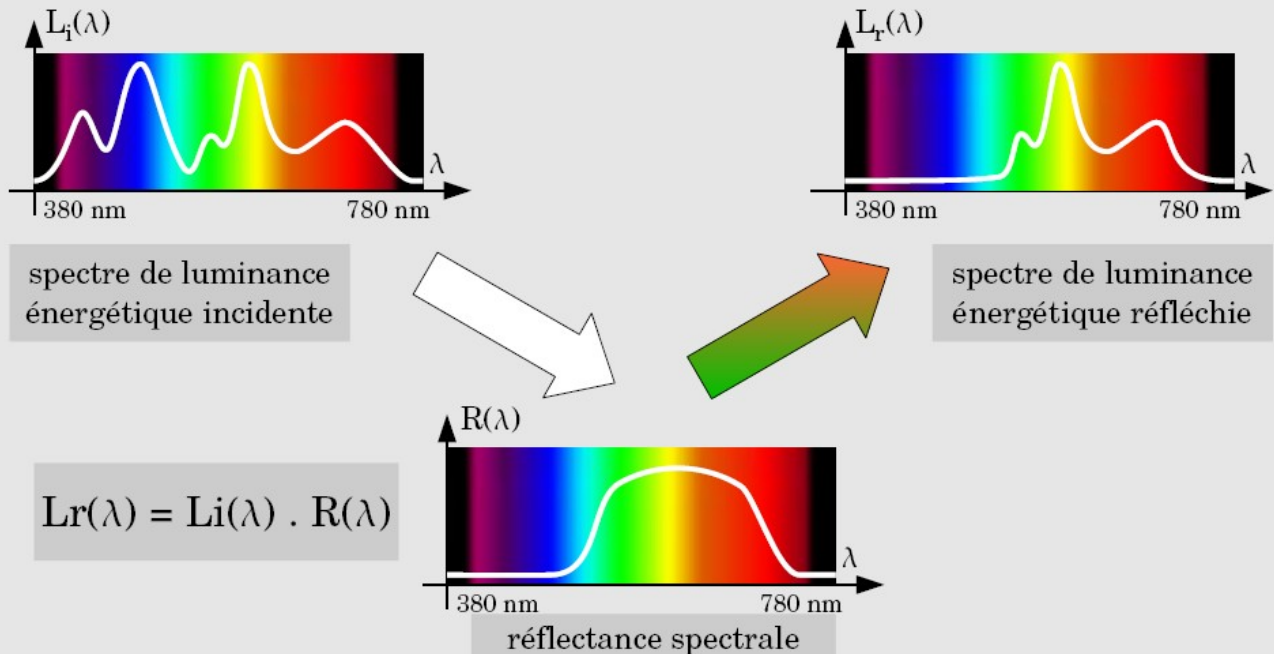 Li(λ)
λ
380 nm
780 nm
spectre de luminance
énergétique incidente
Lr(λ)
λ
380 nm
780 nm
spectre de luminance
énergétique réfléchie
Lr(λ) = Li(λ) . R(λ)
R(λ)
λ
380 nm
780 nm
réflectance spectrale